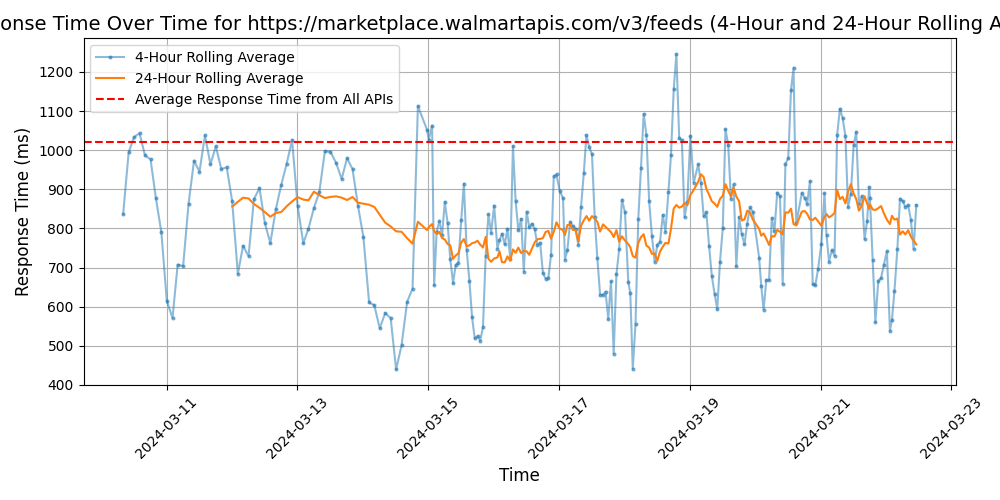 onse Time Over Time for https://marketplace.walmartapis.com/v3/feeds (4-Hour and 24-Hour Rolling A
4-Hour Rolling Average
24-Hour Rolling Average
Average Response Time from All APIs
Response Time (ms)
1200
1100
1000
900
800
700
600
500
400
2024-03-11
2024-03-13
2024-03-15
2024-03-17
2024-03-19
2024-03-21
2024-03-23
Time